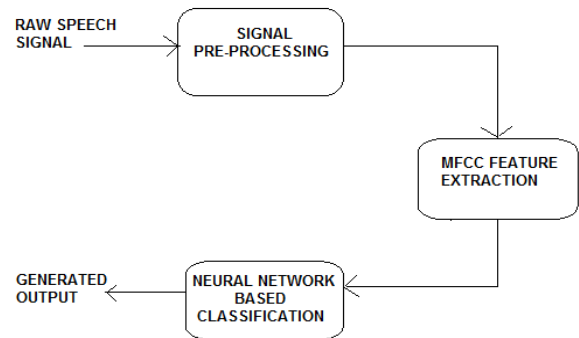 RAW SPEECH
SIGNAL
SIGNAL
PRE-PROCESSING
MFCC FEATURE
EXTRACTION
NEURAL NETWORK
BASED
CLASSIFICATION
GENERATED
OUTPUT